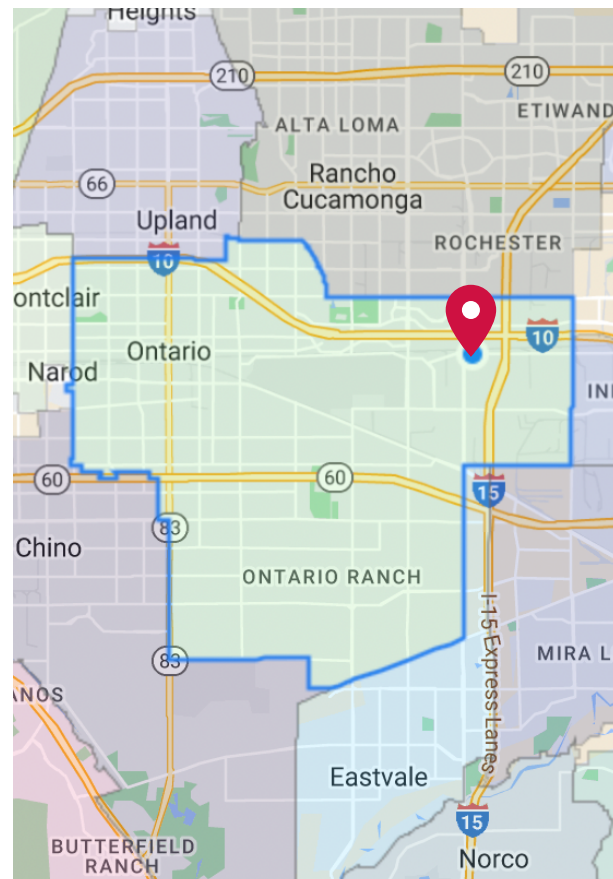 Heights
210
210
ETIWAND
ALTA LOMA
Rancho
Cucamonga
66
Upland
ROCHESTER
10
ontclair
10
Ontario
Narod
INI
60
60
15
83
Chino
ONTARIO RANCH
I-15 Express Lanes
83
MIRA L
ANOS
Eastvale
15
BUTTERFIELD
RANCH
Norco